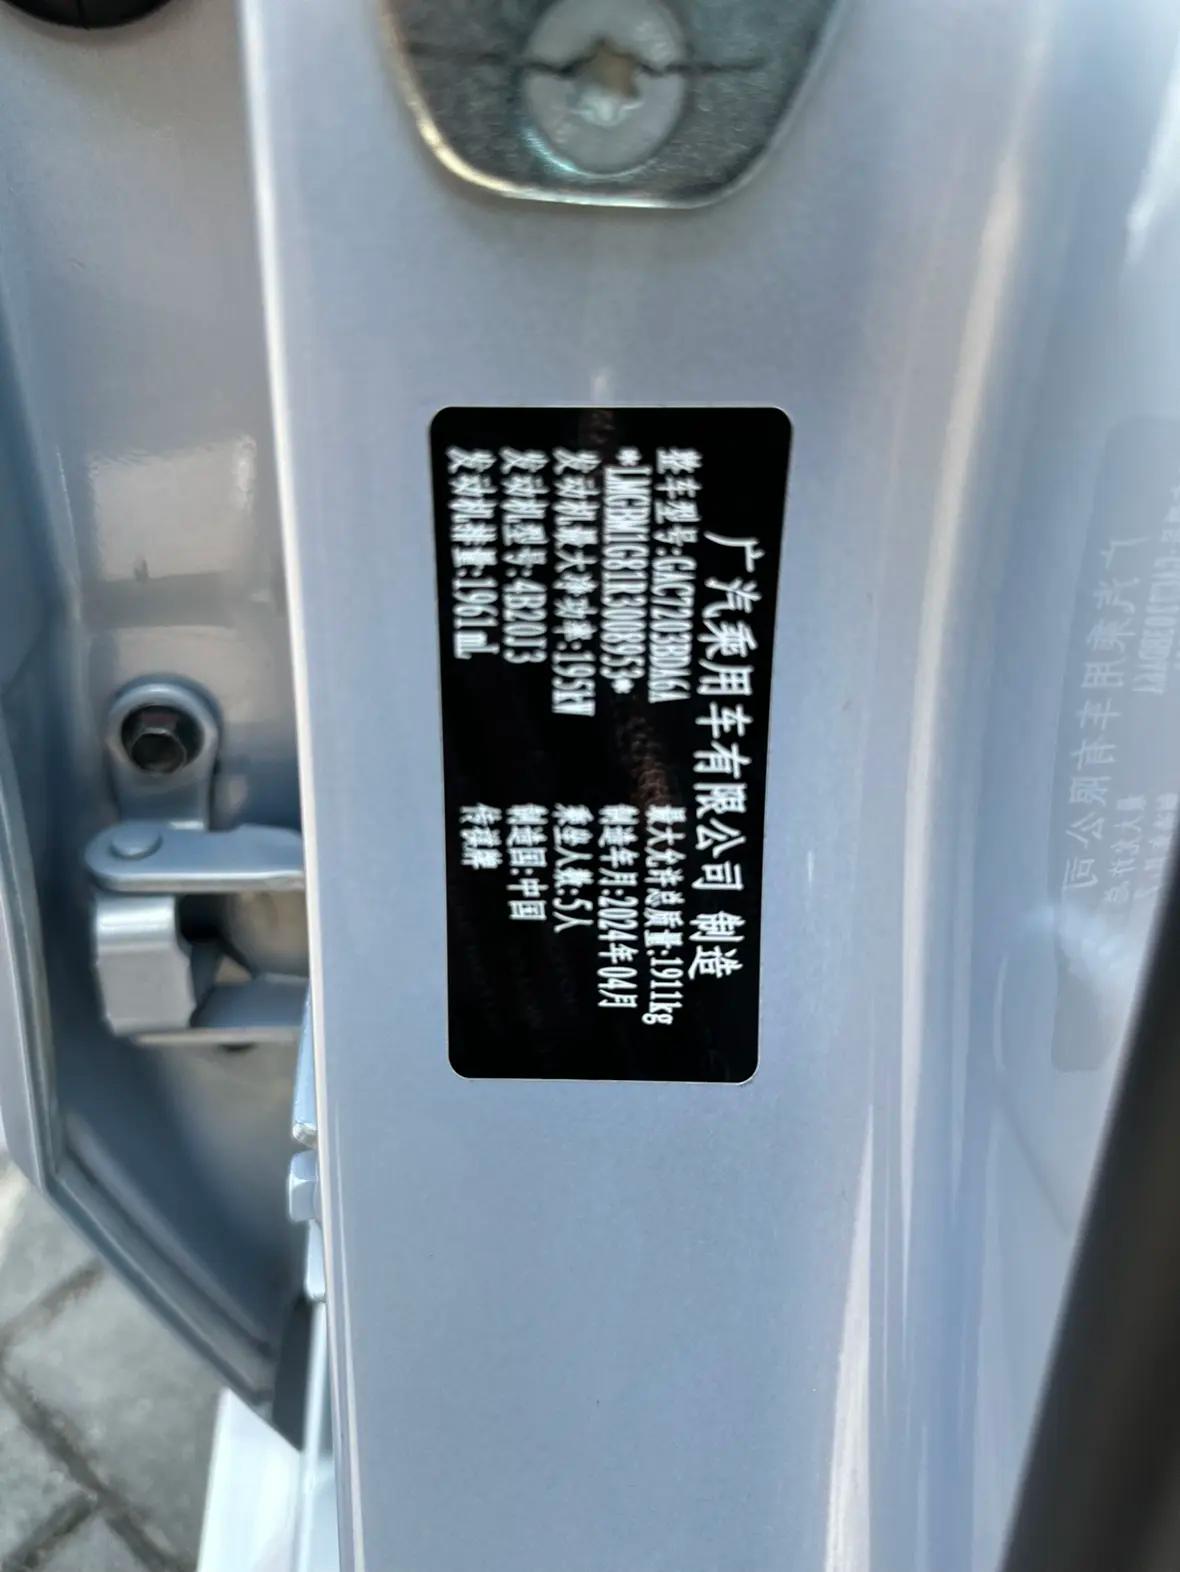 广汽乘用车有限公司 制造
整车型号:GAC7203BDA6A 最大允许总质量:1911kg
*LMGBM1G81R3008953* 制造年月:2024年04月
发动机最大净功率:195kW 乘坐人数:5人
发动机型号:4B20J3 制造国:中国
发动机排量:1991mL 传祺牌